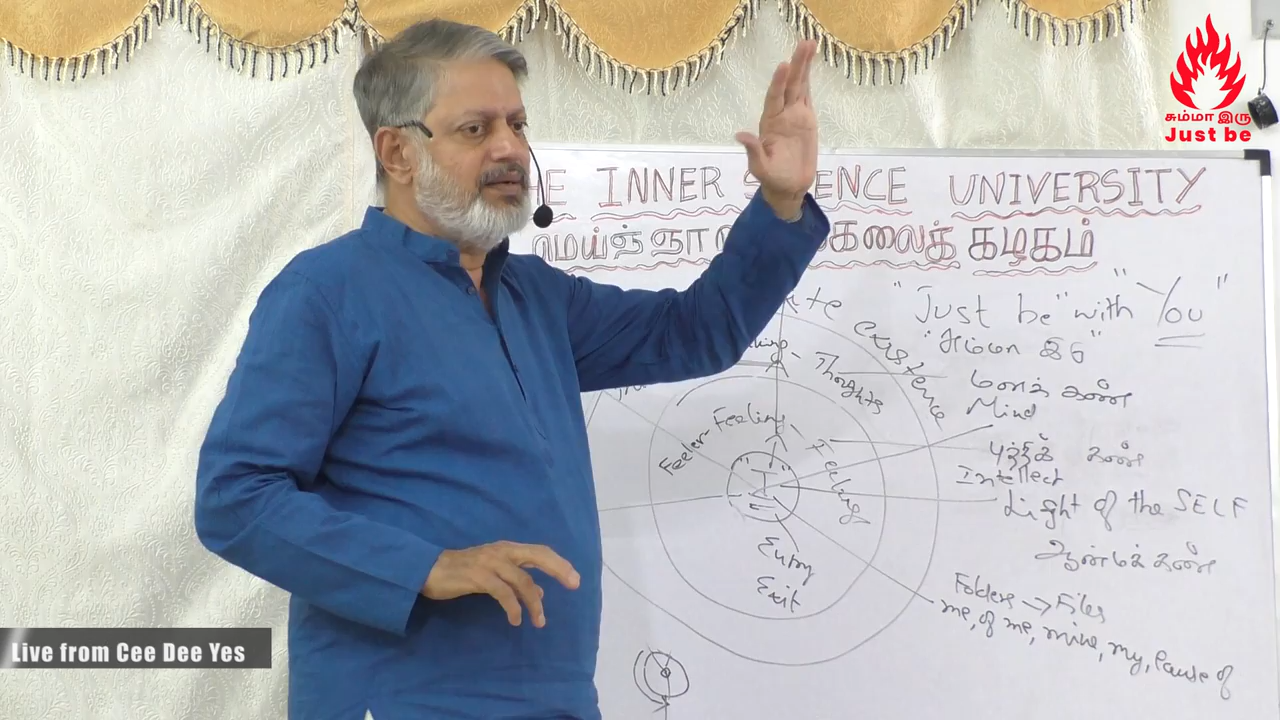 சும்மா இரு
Just be
THE INNER SCIENCE UNIVERSITY
மெய்ஞ்ஞான கலைக் கழகம்
"Just be" with "You"
"சும்மா இரு"
Existence
Thoughts
மனக் கண்
Mind
Feeler - Feeling - Feeling
புத்திக் கண்
Intellect
I
Light of the SELF
ஆன்மக் கண்
Entry
Exit
Folders → Files
me, of me, mine, my, cause of
Live from Cee Dee Yes